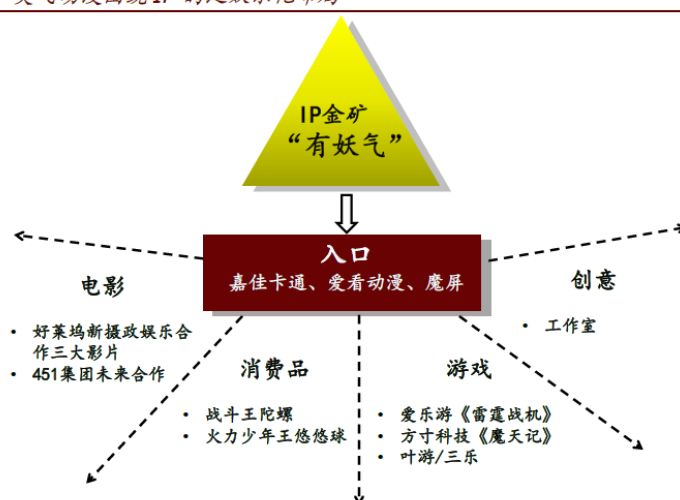 IP金矿
“有妖气”
入口
嘉佳卡通、爱看动漫、魔屏
电影
• 好莱坞新摄政娱乐合
作三大影片
• 451集团未来合作
创意
• 工作室
消费品
• 战斗王陀螺
• 火力少年王悠悠球
游戏
• 爱乐游《雷霆战机》
• 方寸科技《魔天记》
• 叶游/三乐